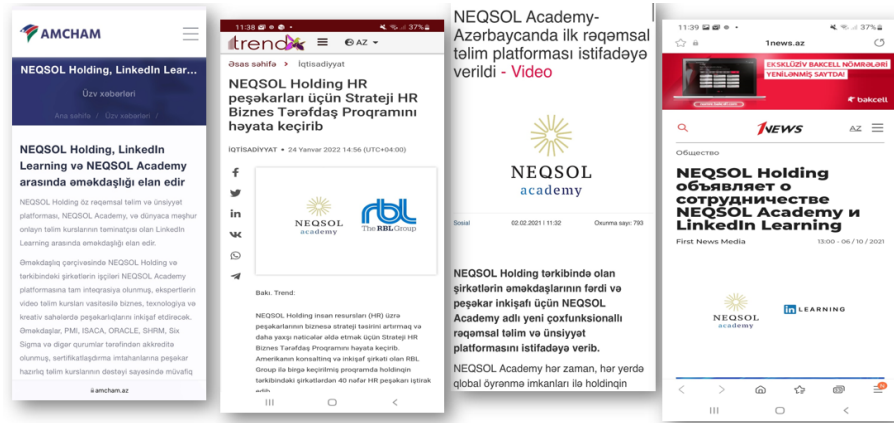 AMCHAM
NEQSOL Holding, LinkedIn Lear...
Üzv xəbərləri
Ana səhifə / Üzv xəbərləri /
NEQSOL Holding, LinkedIn
Learning və NEQSOL Academy
arasında əməkdaşlığı elan edir
NEQSOL Holding öz rəqəmsal təlim və ünsiyyət
platforması, NEQSOL Academy, və dünyaca məşhur
onlayn təlim kurslarının təminatçısı olan LinkedIn
Learning arasında əməkdaşlığı elan edir.
Əməkdaşlıq çərçivəsində NEQSOL Holding və
tərkibindəki şirkətlərin işçiləri NEQSOL Academy
platformasına tam inteqrasiya olunmuş, ekspertlərin
video təlim kursları vasitəsilə biznes, texnologiya və
kreativ sahələrdə peşəkarlıqlarını inkişaf etdirəcək.
Əməkdaşlar, PMI, ISACA, ORACLE, SHRM, Six
Sigma və digər qurumlar tərəfindən akkreditə
olunmuş, sertifikatlaşdırma imtahanlarına peşəkar
hazırlıq təlim kurslarının dəstəyi sayəsində müvafiq
amcham.az
11:38
37%
trend
AZ
Əsas səhifə > İqtisadiyyat
NEQSOL Holding HR
peşəkarları üçün Strateji HR
Biznes Tərəfdaş Proqramını
həyata keçirib
İQTİSADİYYAT • 24 Yanvar 2022 14:56 (UTC+04:00)
NEQSOL
academy
rbl
The RBL Group
Bakı. Trend:
NEQSOL Holding insan resursları (HR) üzrə
peşəkarlarının biznesə strateji təsirini artırmaq və
daha yaxşı nəticələr əldə etmək üçün Strateji HR
Biznes Tərəfdaş Proqramını həyata keçirib.
Amerikanın konsaltinq və inkişaf şirkəti olan RBL
Group ilə birgə keçirilmiş proqramda holdinqin
tərkibindəki şirkətlərdən 40 nəfər HR peşəkarı iştirak
edib
NEQSOL Academy-
Azərbaycanda ilk rəqəmsal
təlim platforması istifadəyə
verildi - Video
NEQSOL
academy
Sosial 02.02.2021 | 11:32 Oxunma sayı: 793
NEQSOL Holding tərkibində olan
şirkətlərin əməkdaşlarının fərdi və
peşəkar inkişafı üçün NEQSOL
Academy adlı yeni çoxfunksionallı
rəqəmsal təlim və ünsiyyət
platformasını istifadəyə verib.
NEQSOL Academy hər zaman, hər yerdə
qlobal öyrənmə imkanları ilə holdinqin
11:39
37%
1news.az
EKSKLÜZİV BAKCELL NÖMRƏLƏRİ
YENİLƏNMİŞ SAYTDA!
bakcell
1NEWS
AZ
Общество
NEQSOL Holding
объявляет о
сотрудничестве
NEQSOL Academy и
LinkedIn Learning
First News Media 13:00 - 06 / 10 / 2021
NEQSOL
academy
in LEARNING